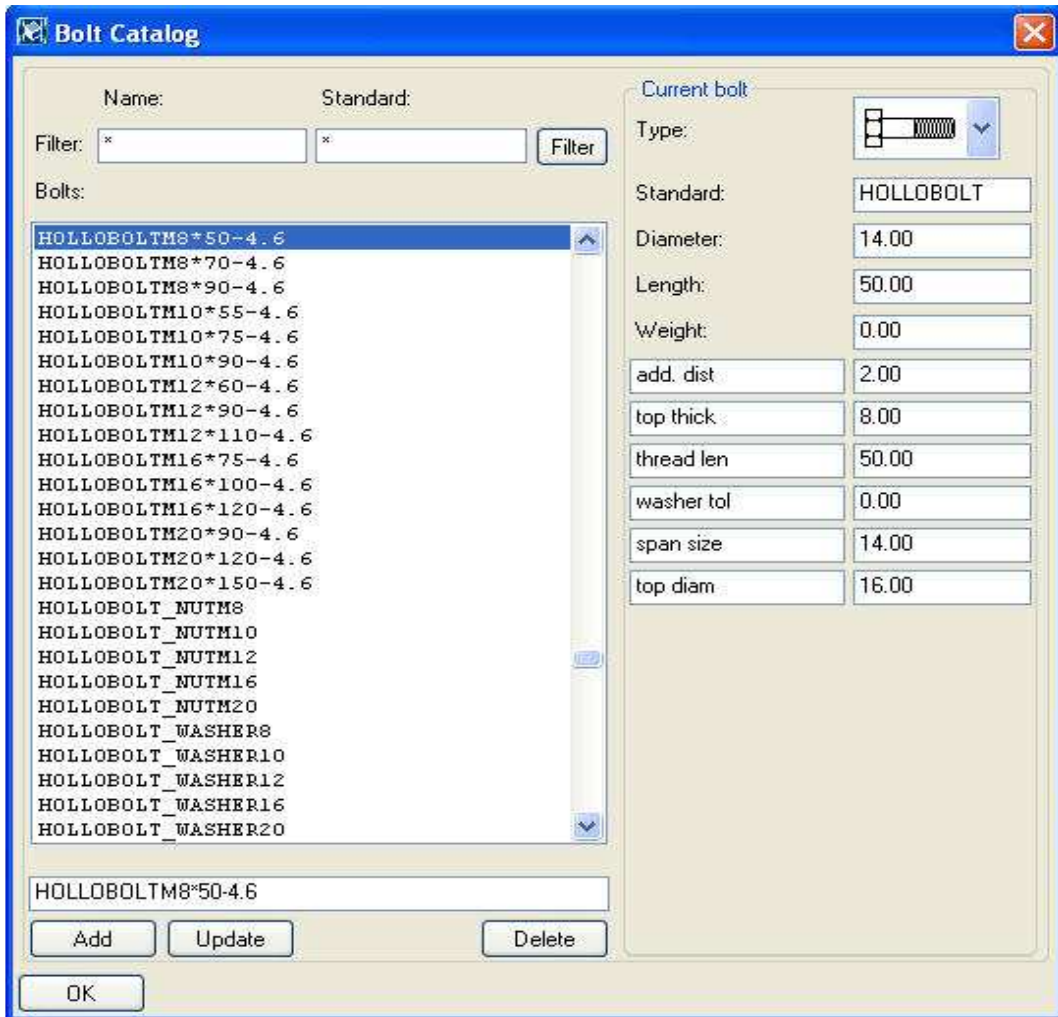 Bolt Catalog
Name: Standard:
Filter: * * Filter
Bolts:
HOLLOBOLTM8*50-4.6
HOLLOBOLTM8*70-4.6
HOLLOBOLTM8*90-4.6
HOLLOBOLTM10*55-4.6
HOLLOBOLTM10*75-4.6
HOLLOBOLTM10*90-4.6
HOLLOBOLTM12*60-4.6
HOLLOBOLTM12*90-4.6
HOLLOBOLTM12*110-4.6
HOLLOBOLTM16*75-4.6
HOLLOBOLTM16*100-4.6
HOLLOBOLTM16*120-4.6
HOLLOBOLTM20*90-4.6
HOLLOBOLTM20*120-4.6
HOLLOBOLTM20*150-4.6
HOLLOBOLT_NUTM8
HOLLOBOLT_NUTM10
HOLLOBOLT_NUTM12
HOLLOBOLT_NUTM16
HOLLOBOLT_NUTM20
HOLLOBOLT_WASHER8
HOLLOBOLT_WASHER10
HOLLOBOLT_WASHER12
HOLLOBOLT_WASHER16
HOLLOBOLT_WASHER20
HOLLOBOLTM8*50-4.6
Add Update Delete
OK
Current bolt
Type:
Standard: HOLLOBOLT
Diameter: 14.00
Length: 50.00
Weight: 0.00
add. dist 2.00
top thick 8.00
thread len 50.00
washer tol 0.00
span size 14.00
top diam 16.00